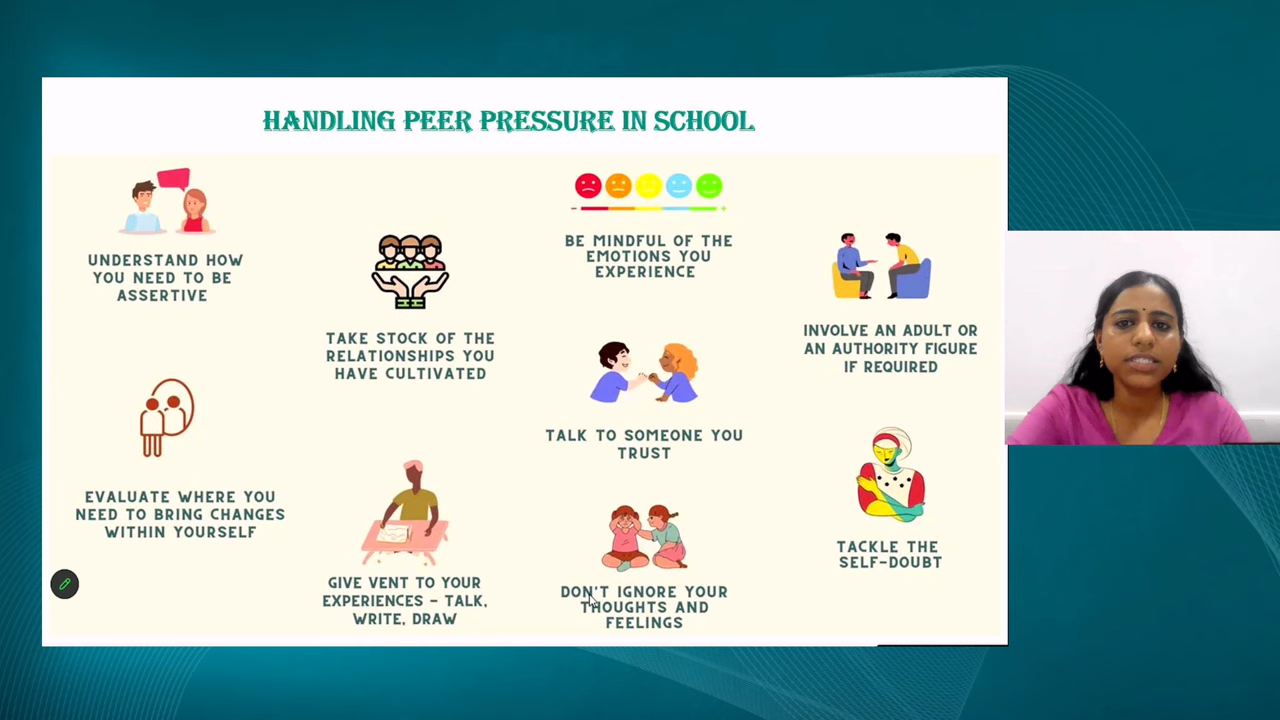 HANDLING PEER PRESSURE IN SCHOOL
UNDERSTAND HOW
YOU NEED TO BE
ASSERTIVE
EVALUATE WHERE YOU
NEED TO BRING CHANGES
WITHIN YOURSELF
TAKE STOCK OF THE
RELATIONSHIPS YOU
HAVE CULTIVATED
GIVE VENT TO YOUR
EXPERIENCES – TALK,
WRITE, DRAW
BE MINDFUL OF THE
EMOTIONS YOU
EXPERIENCE
TALK TO SOMEONE YOU
TRUST
DON'T IGNORE YOUR
THOUGHTS AND
FEELINGS
INVOLVE AN ADULT OR
AN AUTHORITY FIGURE
IF REQUIRED
TACKLE THE
SELF-DOUBT